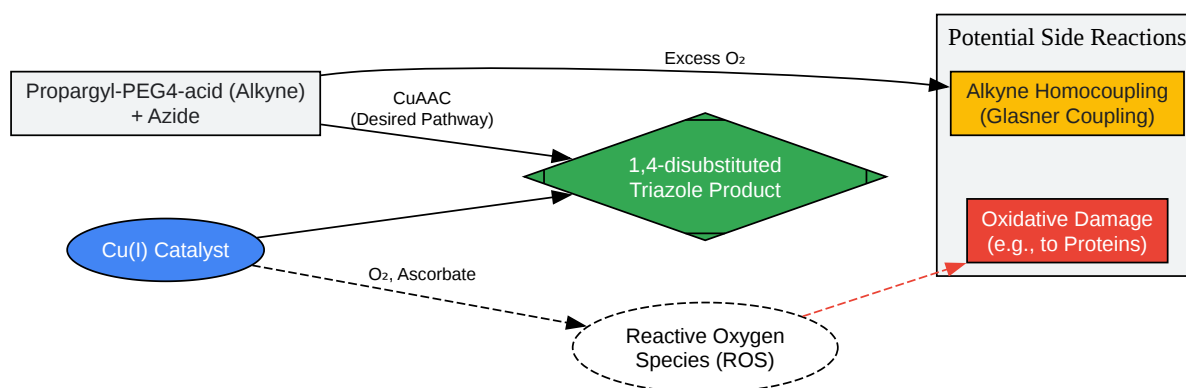 Potential Side Reactions
Excess O₂
Propargyl-PEG4-acid (Alkyne)
+ Azide
CuAAC
(Desired Pathway)
Alkyne Homocoupling
(Glasner Coupling)
1,4-disubstituted
Triazole Product
Oxidative Damage
(e.g., to Proteins)
Cu(I) Catalyst
O₂, Ascorbate
Reactive Oxygen
Species (ROS)